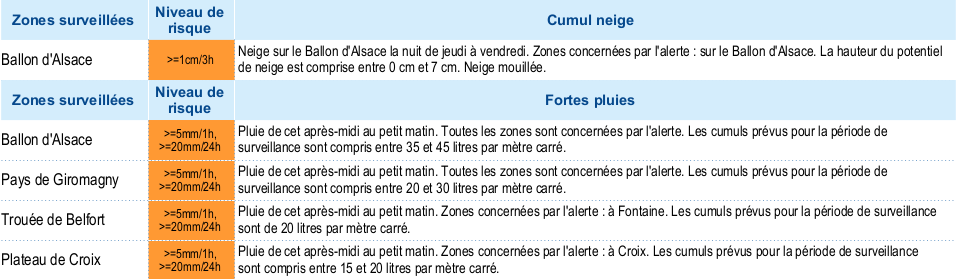 Zones surveillées Niveau de risque Cumul neige
Ballon d'Alsace >=1cm/3h Neige sur le Ballon d'Alsace la nuit de jeudi à vendredi. Zones concernées par l'alerte : sur le Ballon d'Alsace. La hauteur du potentiel
de neige est comprise entre 0 cm et 7 cm. Neige mouillée.
Zones surveillées Niveau de risque Fortes pluies
Ballon d'Alsace >=5mm/1h, >=20mm/24h Pluie de cet après-midi au petit matin. Toutes les zones sont concernées par l'alerte. Les cumuls prévus pour la période de
surveillance sont compris entre 35 et 45 litres par mètre carré.
Pays de Giromagny >=5mm/1h, >=20mm/24h Pluie de cet après-midi au petit matin. Toutes les zones sont concernées par l'alerte. Les cumuls prévus pour la période de
surveillance sont compris entre 20 et 30 litres par mètre carré.
Trouée de Belfort >=5mm/1h, >=20mm/24h Pluie de cet après-midi au petit matin. Zones concernées par l'alerte : à Fontaine. Les cumuls prévus pour la période de surveillance
sont de 20 litres par mètre carré.
Plateau de Croix >=5mm/1h, >=20mm/24h Pluie de cet après-midi au petit matin. Zones concernées par l'alerte : à Croix. Les cumuls prévus pour la période de surveillance
sont compris entre 15 et 20 litres par mètre carré.